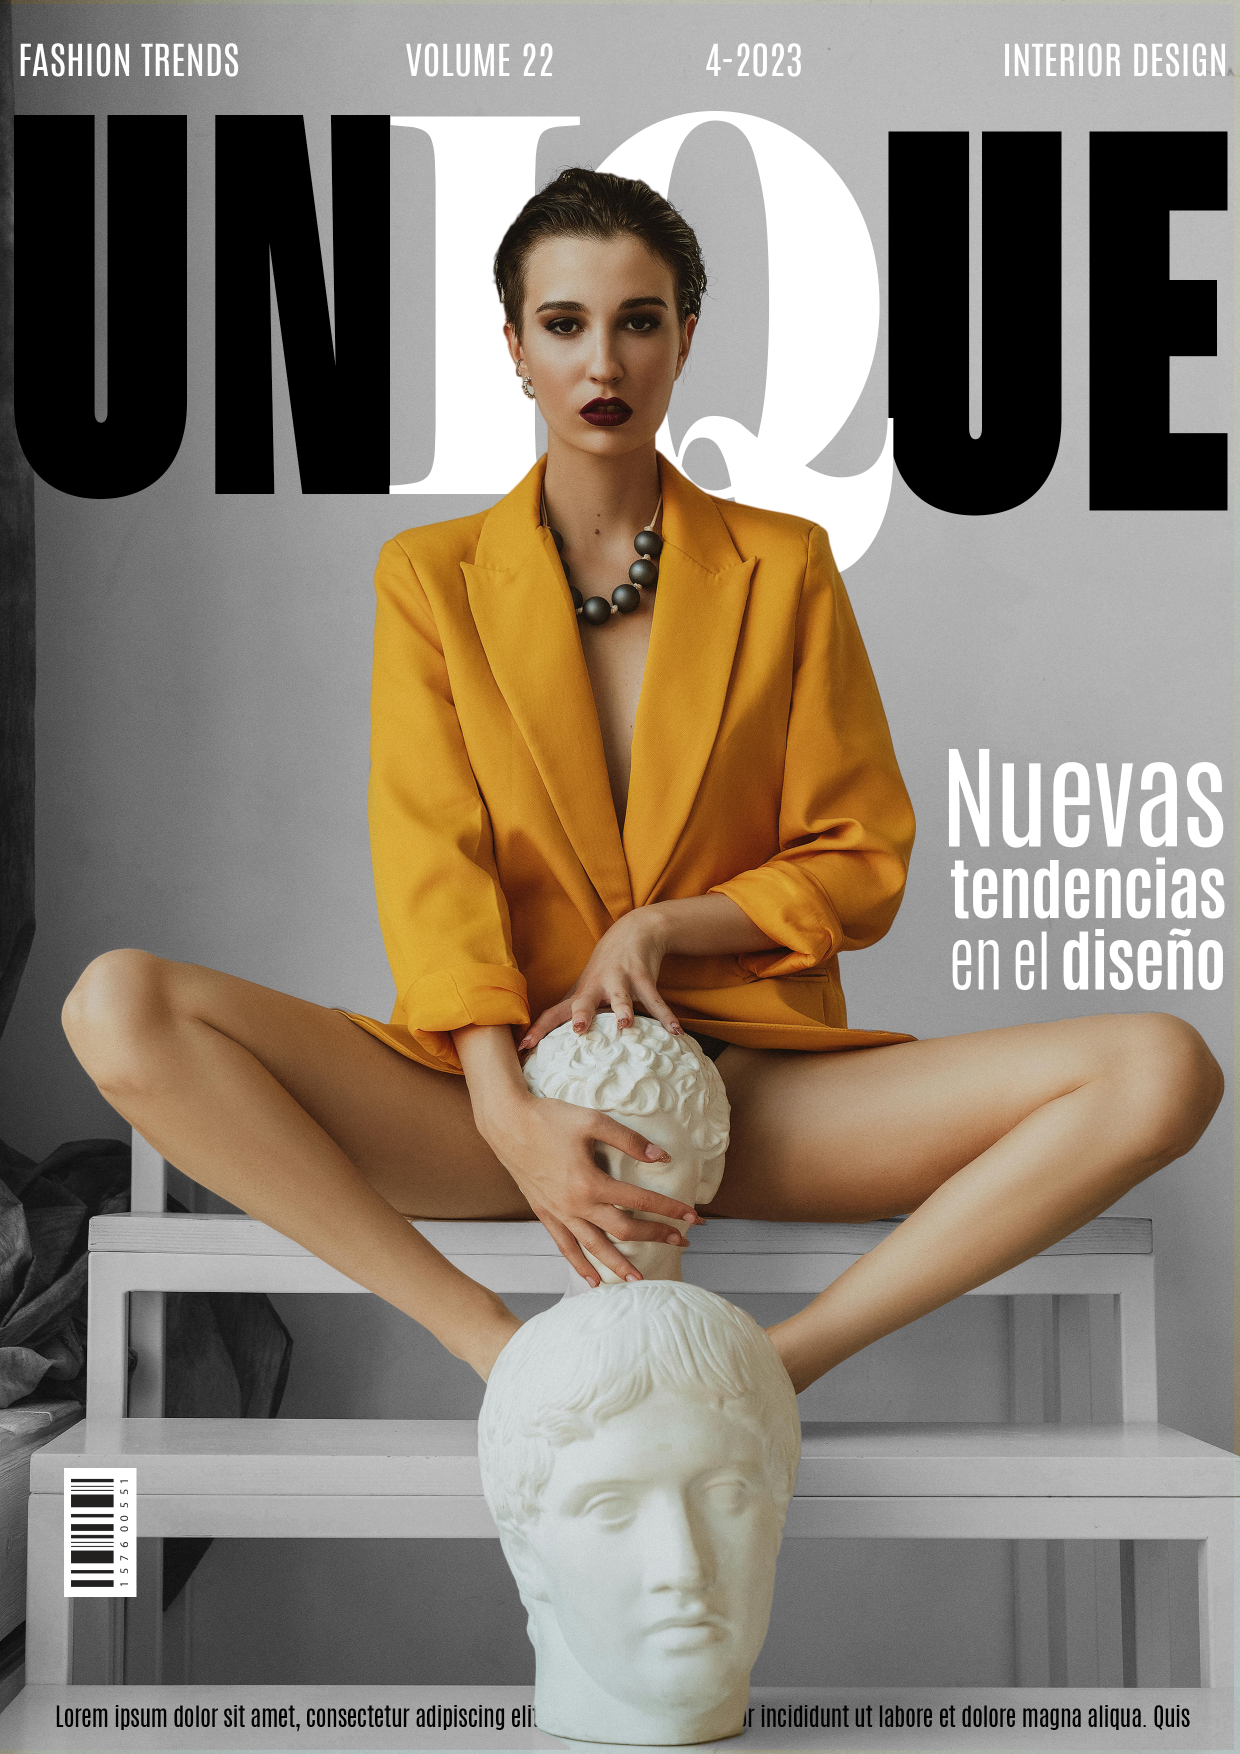 FASHION TRENDS VOLUME 22 4-2023 INTERIOR DESIGN
UNIQUE
Nuevas
tendencias
en el diseño
157600551
Lorem ipsum dolor sit amet, consectetur adipiscing incididunt ut labore et dolore magna aliqua. Quis